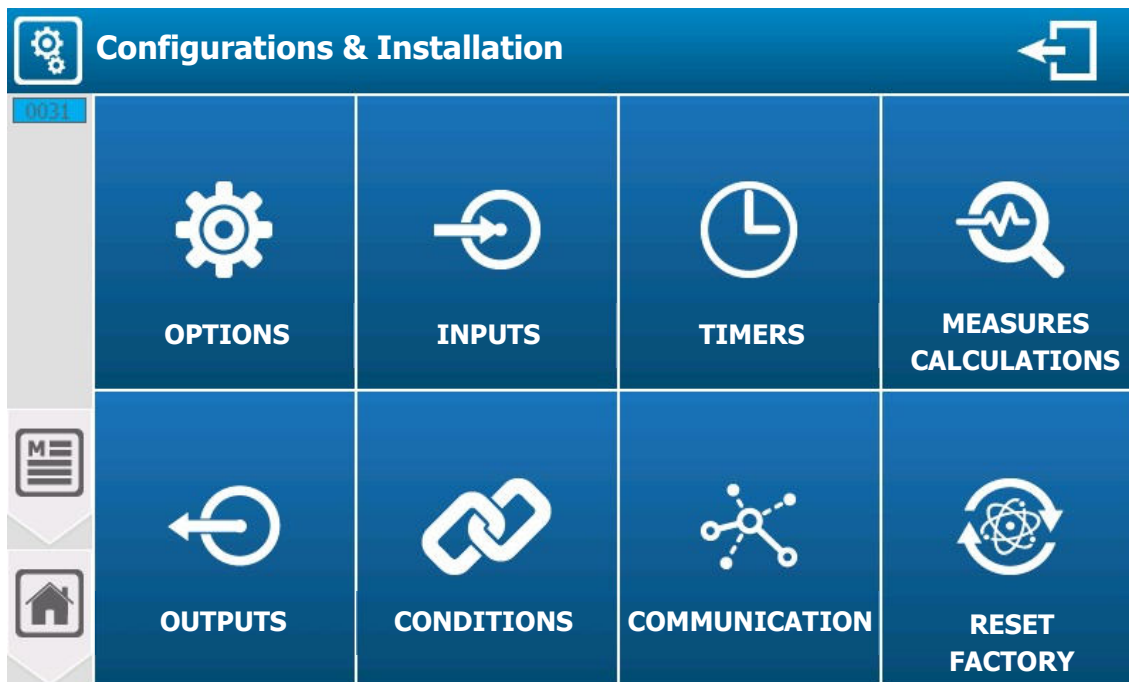 Configurations & Installation
0031
OPTIONS
INPUTS
TIMERS
MEASURES
CALCULATIONS
M
OUTPUTS
CONDITIONS
COMMUNICATION
RESET
FACTORY